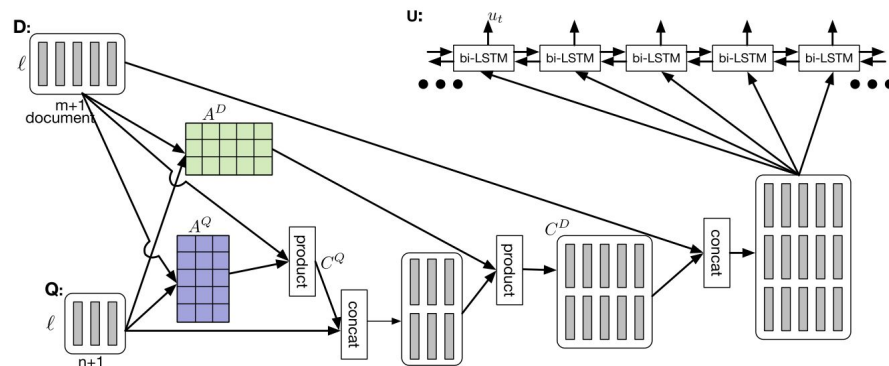 D:
U:
u_t
ℓ
bi-LSTM
bi-LSTM
bi-LSTM
bi-LSTM
bi-LSTM
m+1
document
A^D
A^Q
product
C^Q
C^D
product
concat
Q:
ℓ
concat
n+1